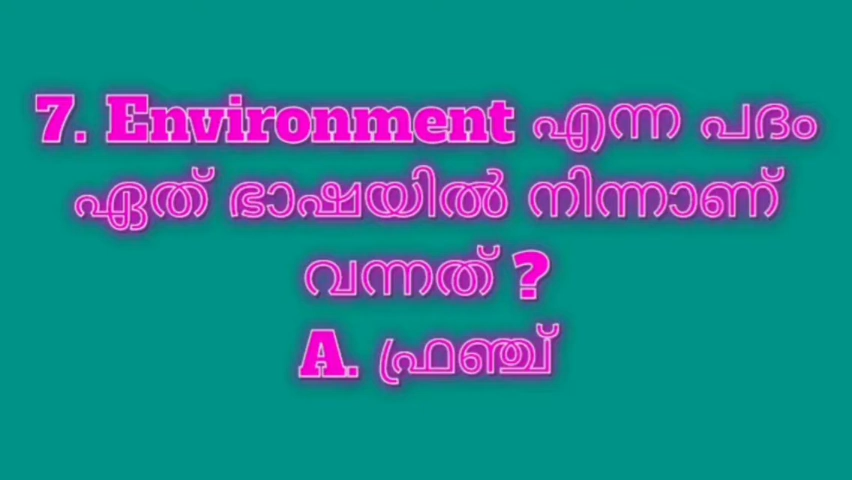 7. Environment എന്ന പദം
ഏത് ഭാഷയിൽ നിന്നാണ്
വന്നത് ?
A. ഫ്രഞ്ച്